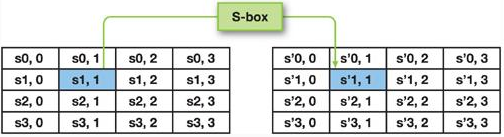 S-box
s0, 0 s0, 1 s0, 2 s0, 3
s1, 0 s1, 1 s1, 2 s1, 3
s2, 0 s2, 1 s2, 2 s2, 3
s3, 0 s3, 1 s3, 2 s3, 3
s'0, 0 s'0, 1 s'0, 2 s'0, 3
s'1, 0 s'1, 1 s'1, 2 s'1, 3
s'2, 0 s'2, 1 s'2, 2 s'2, 3
s'3, 0 s'3, 1 s'3, 2 s'3, 3